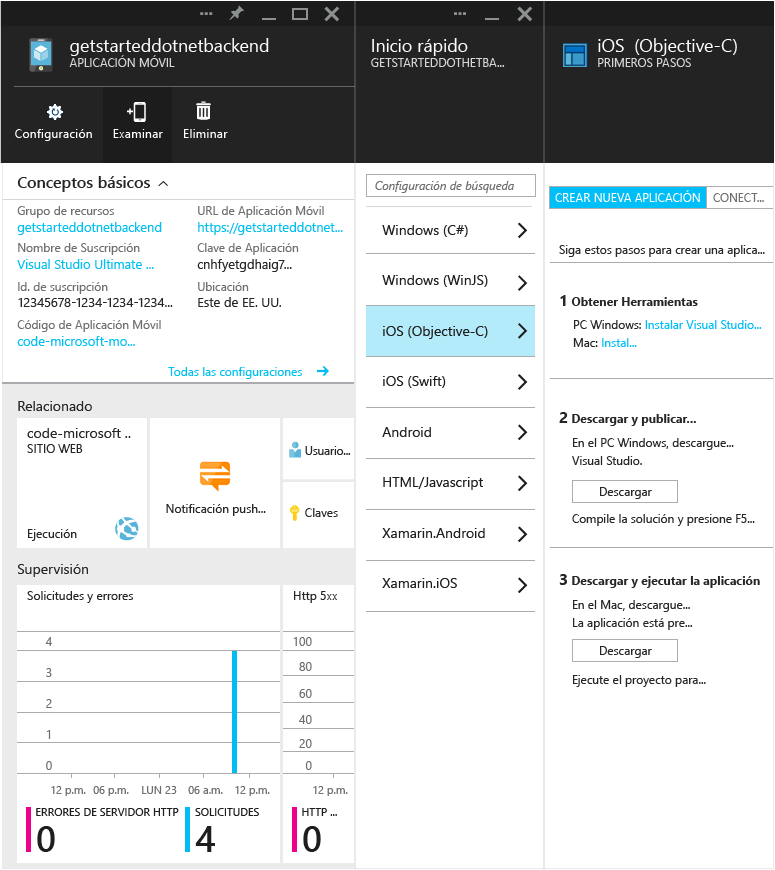 getstarteddotnetbackend
APLICACIÓN MÓVIL
Configuración
Examinar
Eliminar
Conceptos básicos
Grupo de recursos
getstarteddotnetbackend
Nombre de Suscripción
Visual Studio Ultimate ...
Id. de suscripción
12345678-1234-1234-1234...
Código de Aplicación Móvil
code-microsoft-mo...
URL de Aplicación Móvil
https://getstarteddotnet...
Clave de Aplicación
cnhfyetgdhaig7...
Ubicación
Este de EE. UU.
Todas las configuraciones
Relacionado
code-microsoft ..
SITIO WEB
Ejecución
Notificación push...
Usuario...
Claves
Supervisión
Solicitudes y errores
4
3
2
1
0
12 p.m. 06 p.m. LUN 23 06 a.m. 12 p.m.
ERRORES DE SERVIDOR HTTP
0
SOLICITUDES
4
Http 5xx
100
80
60
40
20
0
12 p.m.
HTTP ...
0
Inicio rápido
GETSTARTEDDOTHETBA...
Configuración de búsqueda
Windows (C#)
Windows (WinJS)
iOS (Objective-C)
iOS (Swift)
Android
HTML/Javascript
Xamarin.Android
Xamarin.iOS
iOS (Objective-C)
PRIMEROS PASOS
CREAR NUEVA APLICACIÓN
CONECT...
Siga estos pasos para crear una aplica...
1 Obtener Herramientas
PC Windows: Instalar Visual Studio...
Mac: Instal...
2 Descargar y publicar...
En el PC Windows, descargue...
Visual Studio.
Descargar
Compile la solución y presione F5...
3 Descargar y ejecutar la aplicación
En el Mac, descargue...
La aplicación está pre...
Descargar
Ejecute el proyecto para...